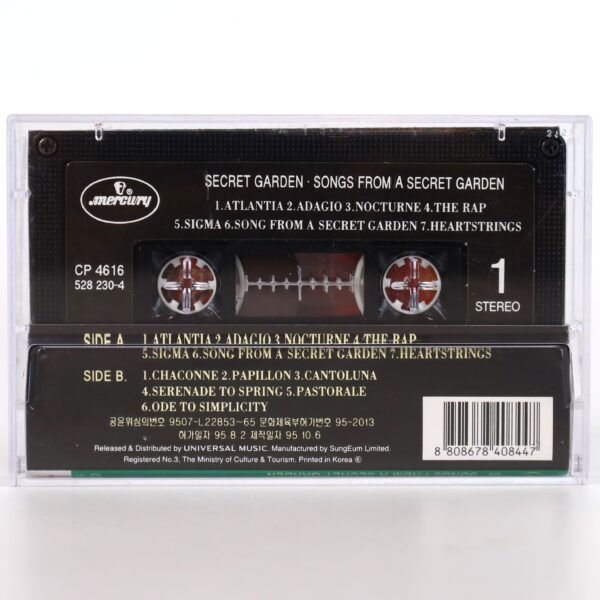 mercury
SECRET GARDEN · SONGS FROM A SECRET GARDEN
1.ATLANTIA 2.ADAGIO 3.NOCTURNE 4.THE RAP
5.SIGMA 6.SONG FROM A SECRET GARDEN 7.HEARTSTRINGS
CP 4616
528 230-4
1
STEREO
SIDE A. 1.ATLANTIA 2.ADAGIO 3.NOCTURNE 4.THE RAP
5.SIGMA 6.SONG FROM A SECRET GARDEN 7.HEARTSTRINGS
SIDE B. 1.CHACONNE 2.PAPILLON 3.CANTOLUNA
4.SERENADE TO SPRING 5.PASTORALE
6.ODE TO SIMPLICITY
공윤위심의번호 9507-L22853~65 문화체육부허가번호 95-2013
허가일자 95.8.2 제작일자 95.10.6
Released & Distributed by UNIVERSAL MUSIC. Manufactured by SungEum Limited.
Registered No.3. The Ministry of Culture & Tourism. Printed in Korea Ⓚ
8 808678 408447